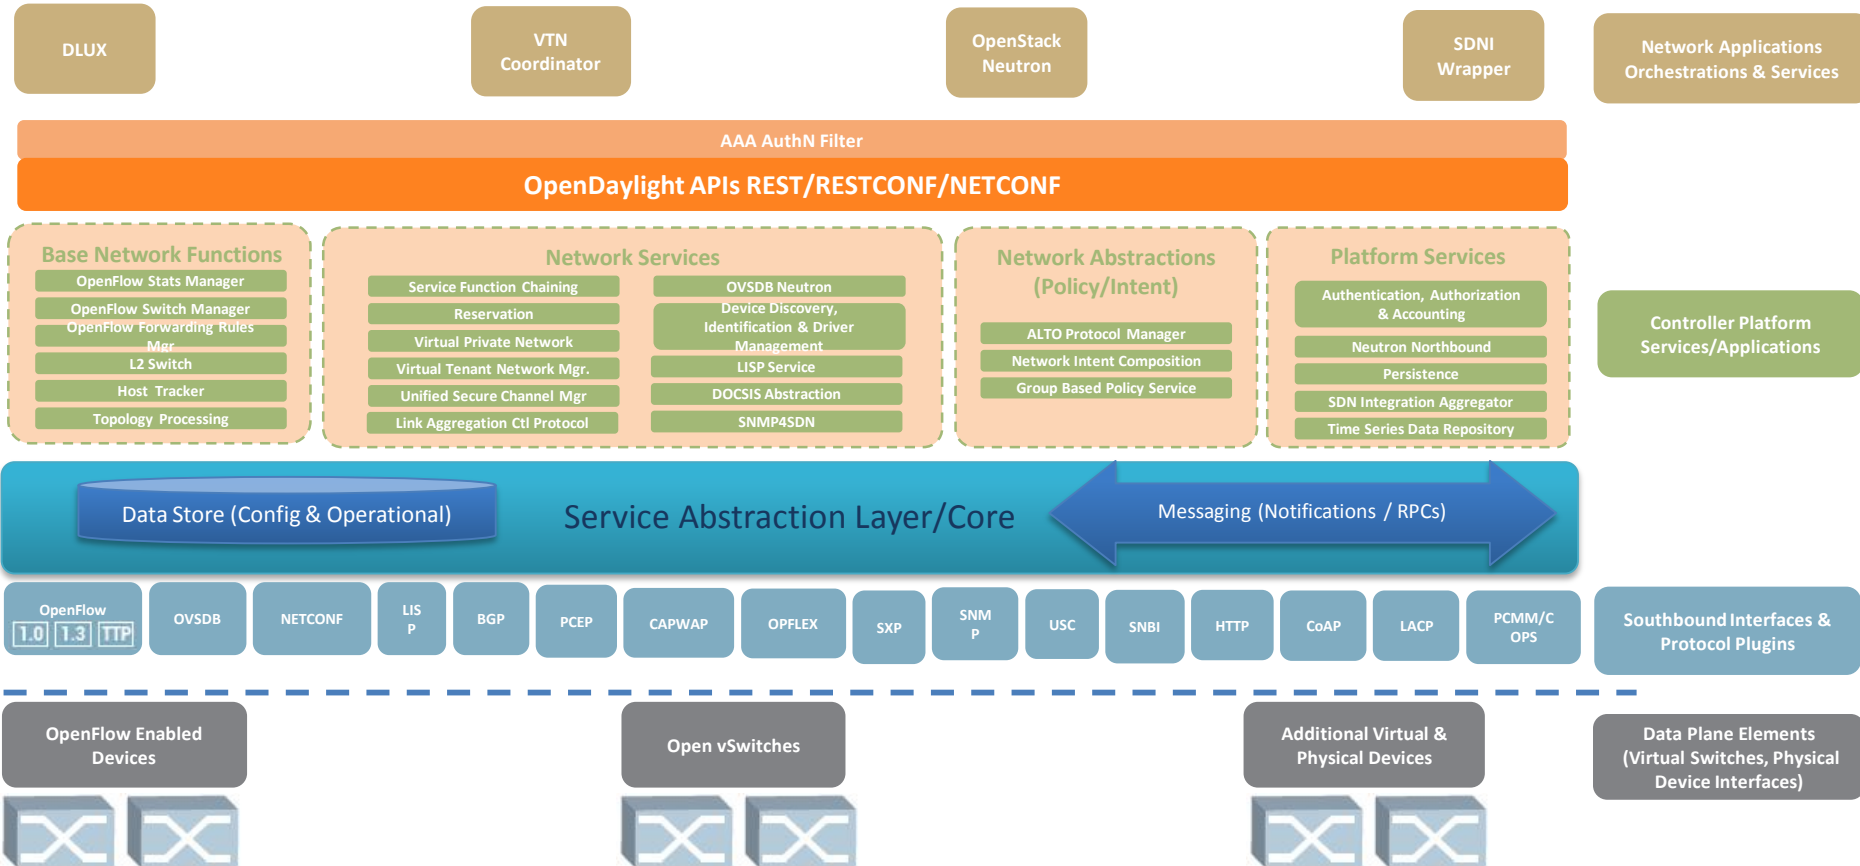 DLUX
VTN
Coordinator
OpenStack
Neutron
SDNI
Wrapper
Network Applications
Orchestrations & Services
AAA AuthN Filter
OpenDaylight APIs REST/RESTCONF/NETCONF
Base Network Functions
OpenFlow Stats Manager
OpenFlow Switch Manager
OpenFlow Forwarding Rules
Mgr
L2 Switch
Host Tracker
Topology Processing
Network Services
Service Function Chaining
Reservation
Virtual Private Network
Virtual Tenant Network Mgr.
Unified Secure Channel Mgr
Link Aggregation Ctl Protocol
OVSDB Neutron
Device Discovery,
Identification & Driver
Management
LISP Service
DOCSIS Abstraction
SNMP4SDN
Network Abstractions
(Policy/Intent)
ALTO Protocol Manager
Network Intent Composition
Group Based Policy Service
Platform Services
Authentication, Authorization
& Accounting
Neutron Northbound
Persistence
SDN Integration Aggregator
Time Series Data Repository
Controller Platform
Services/Applications
Data Store (Config & Operational)
Service Abstraction Layer/Core
Messaging (Notifications / RPCs)
OpenFlow
1.0 1.3 TTP
OVSDB
NETCONF
LIS
P
BGP
PCEP
CAPWAP
OPFLEX
SXP
SNM
P
USC
SNBI
HTTP
CoAP
LACP
PCMM/C
OPS
Southbound Interfaces &
Protocol Plugins
OpenFlow Enabled
Devices
Open vSwitches
Additional Virtual &
Physical Devices
Data Plane Elements
(Virtual Switches, Physical
Device Interfaces)